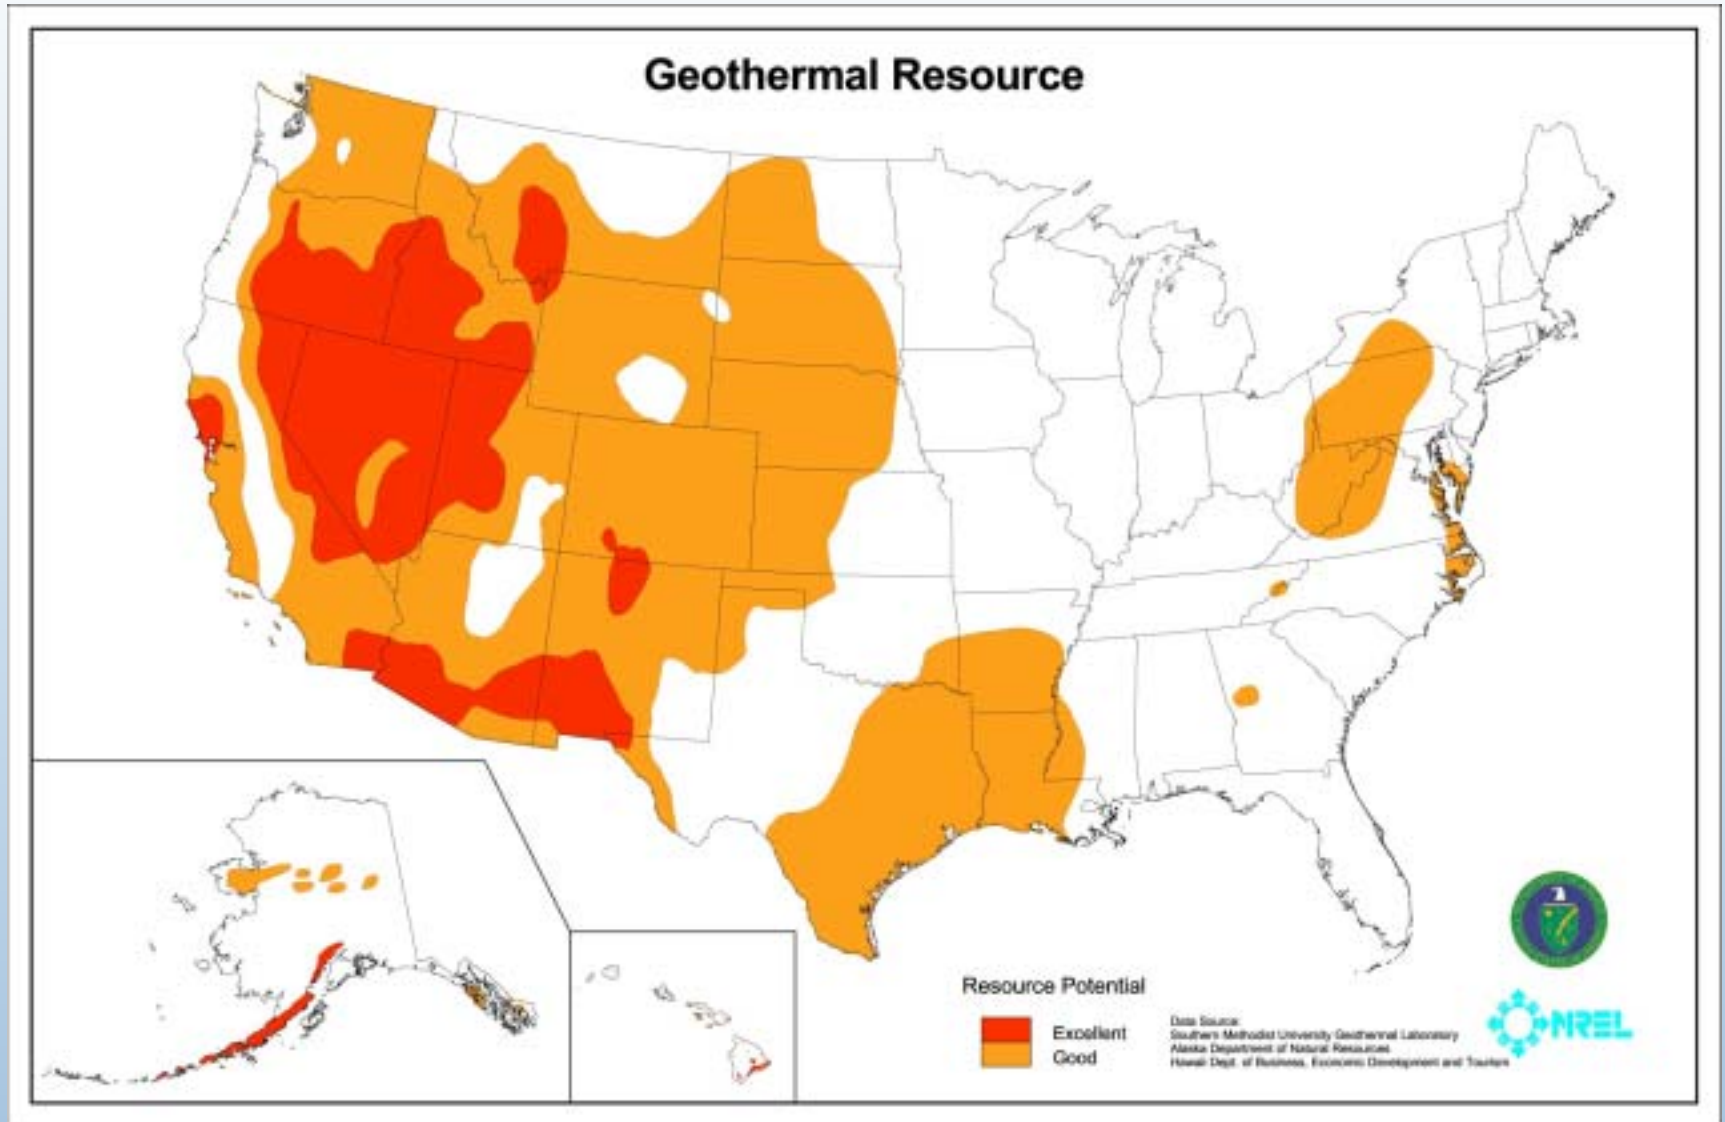 Geothermal Resource
Resource Potential
Excellent
Good
Data Source:
Southern Methodist University Geothermal Laboratory
Alaska Department of Natural Resources
Hawaii Dept. of Business, Economic Development and Tourism
NREL